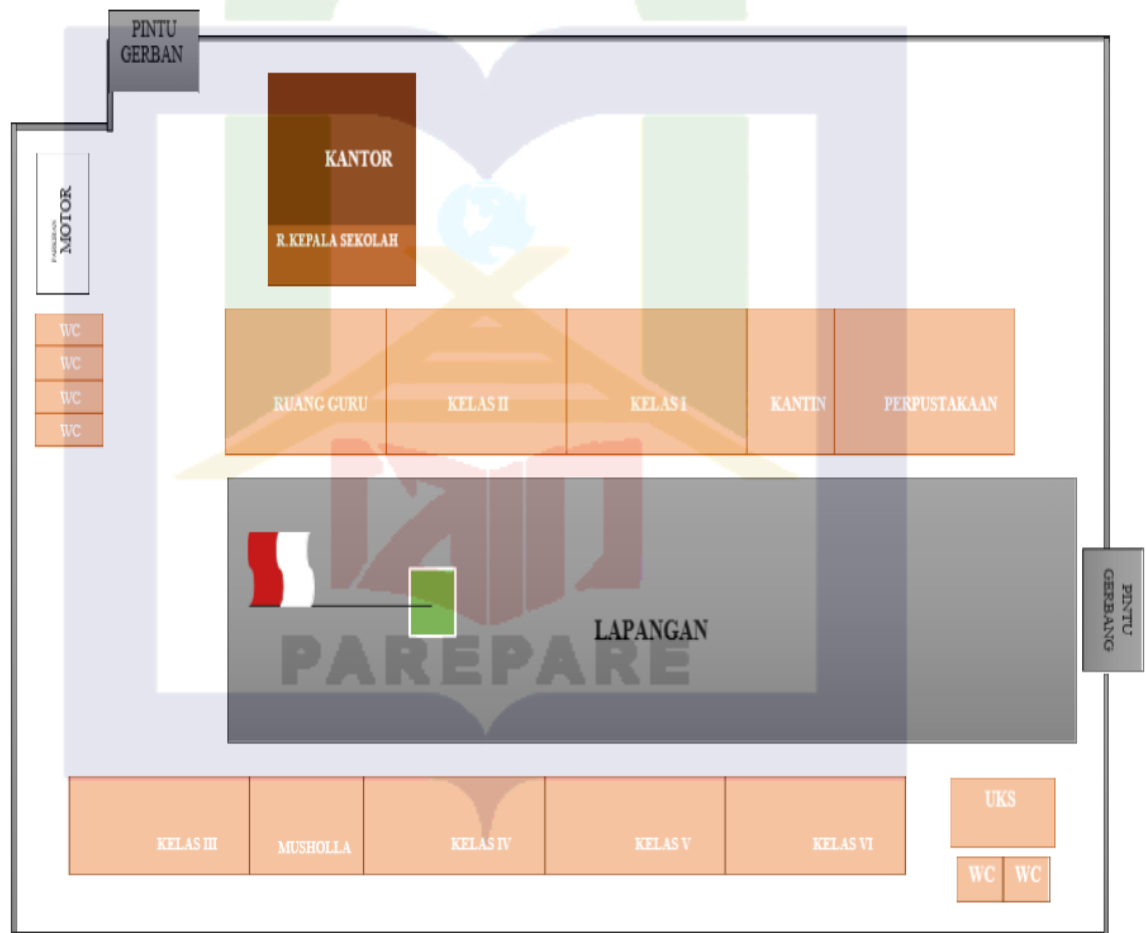 PINTU
GERBAN
KANTOR
R.KEPALA SEKOLAH
PARKIRAN
MOTOR
WC
WC
WC
WC
RUANG GURU
KELAS II
KELAS I
KANTIN
PERPUSTAKAAN
LAPANGAN
PAREPARE
PINTU
GERBANG
KELAS III
MUSHOLLA
KELAS IV
KELAS V
KELAS VI
UKS
WC
WC